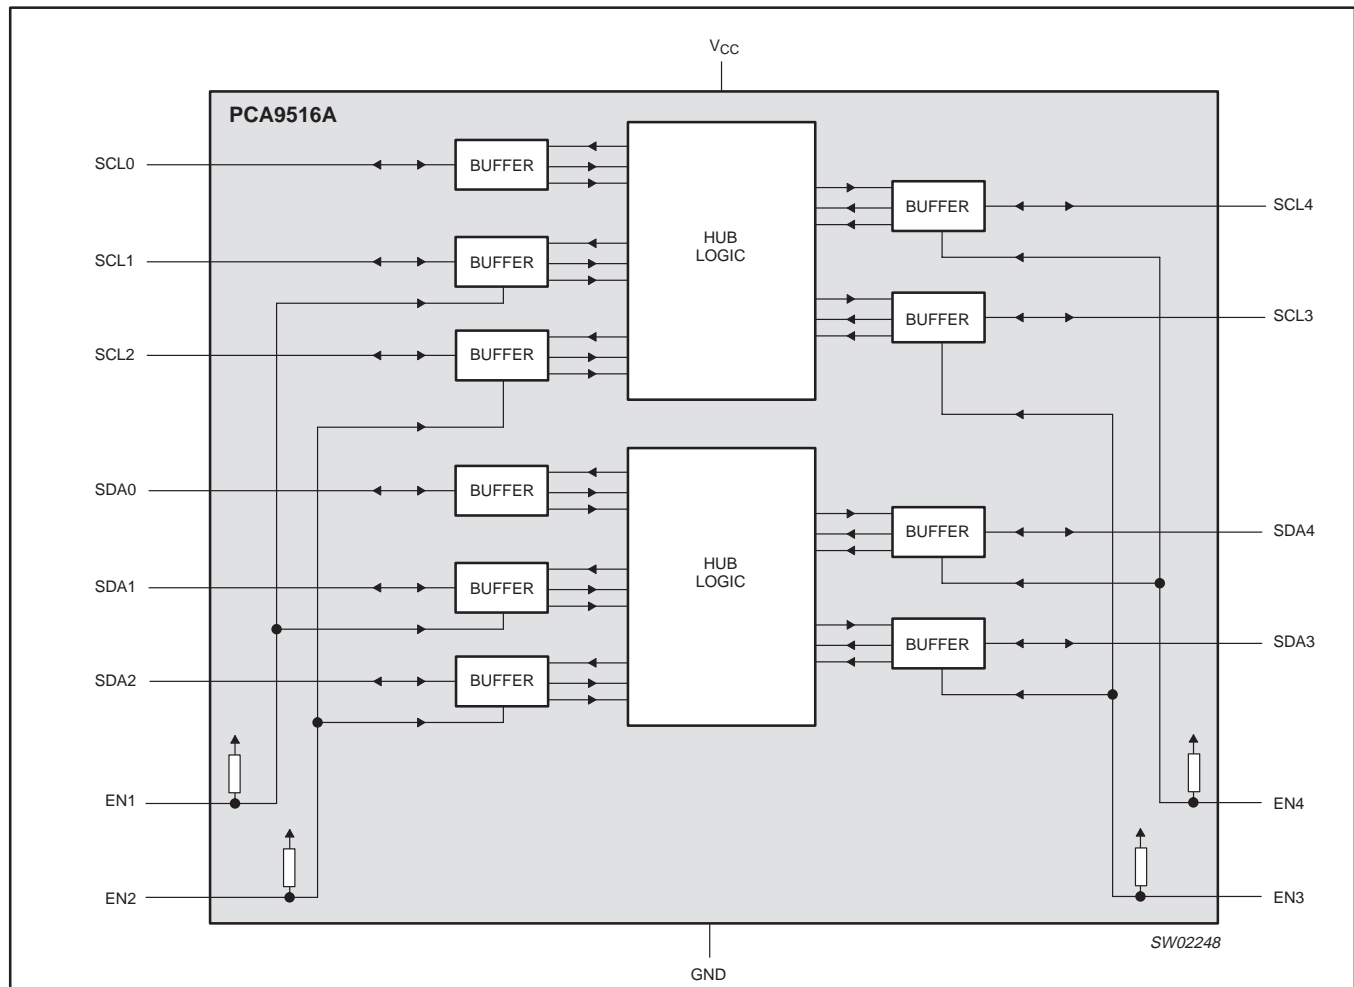 VCC
PCA9516A
SCL0
BUFFER
HUB
LOGIC
BUFFER
SCL4
SCL1
BUFFER
BUFFER
SCL3
SCL2
BUFFER
SDA0
BUFFER
HUB
LOGIC
BUFFER
SDA4
SDA1
BUFFER
BUFFER
SDA3
SDA2
BUFFER
EN1
EN4
EN2
EN3
SW02248
GND